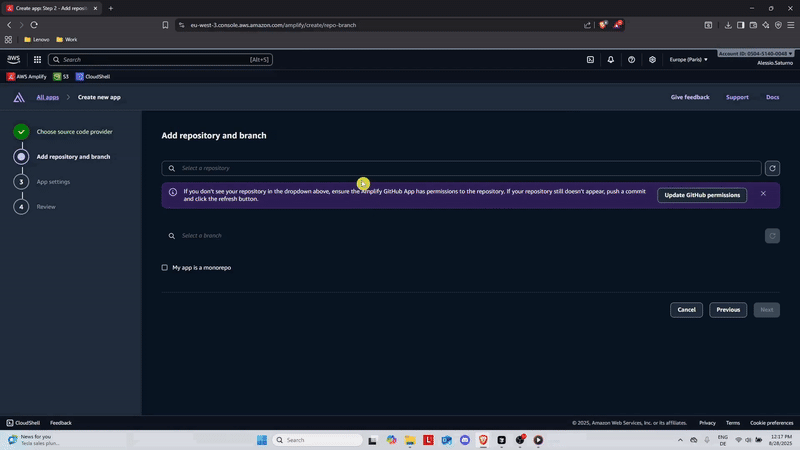 Create app: Step 2 - Add reposito
eu-west-3.console.aws.amazon.com/amplify/create/repo-branch
Lenovo
Work
aws
Search
[Alt+S]
Europe (Paris)
Account ID: 0504-5140-0048
Alessio.Saturno
AWS Amplify
S3
CloudShell
All apps
Create new app
Give feedback
Support
Docs
Choose source code provider
Add repository and branch
3
App settings
4
Review
Add repository and branch
Select a repository
If you don't see your repository in the dropdown above, ensure the Amplify GitHub App has permissions to the repository. If your repository still doesn't appear, push a commit
and click the refresh button.
Update GitHub permissions
Select a branch
My app is a monorepo
Cancel
Previous
Next
CloudShell
Feedback
© 2025, Amazon Web Services, Inc. or its affiliates.
Privacy
Terms
Cookie preferences
News for you
Tesla sales plun...
Search
ENG
DE
12:17 PM
8/28/2025